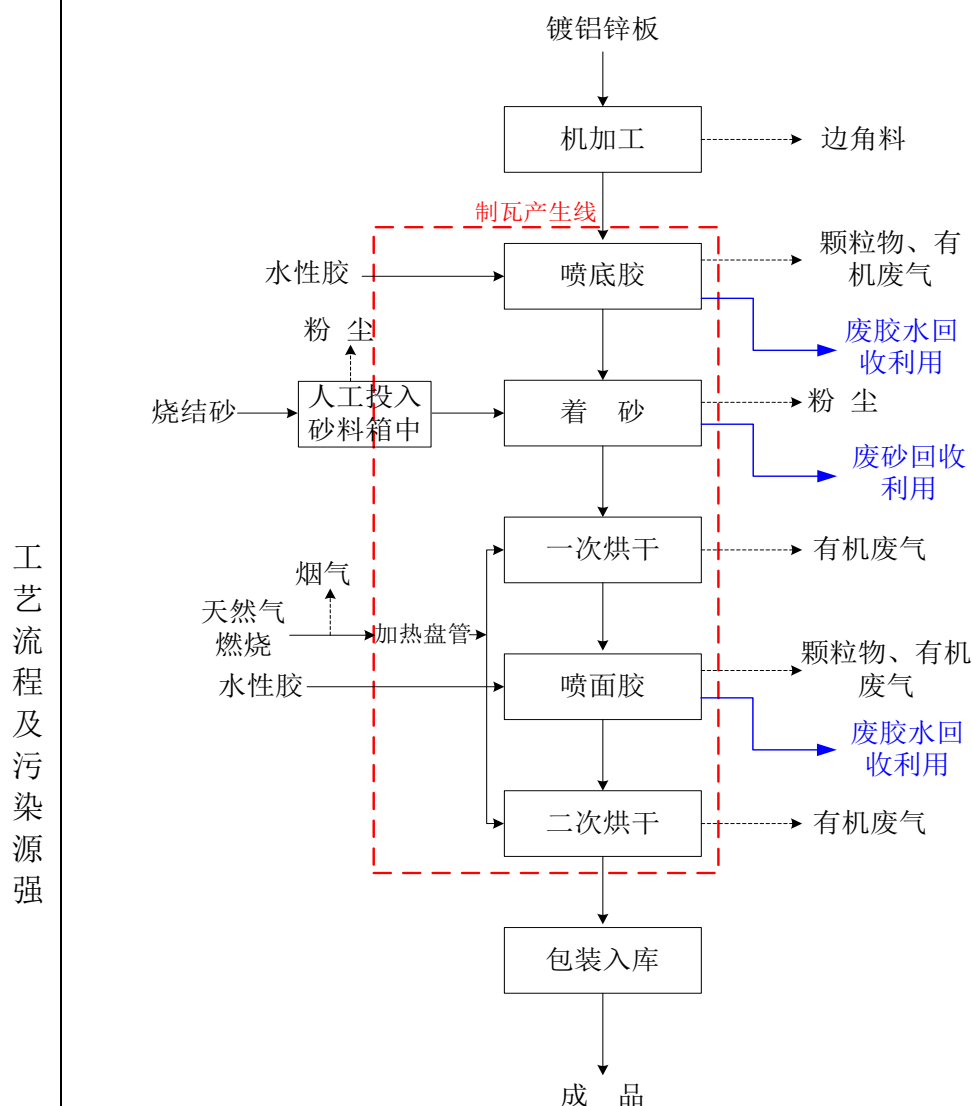 镀铝锌板
机加工
边角料
制瓦产生线
水性胶
喷底胶
颗粒物、有
机废气
废胶水回
收利用
粉 尘
烧结砂
人工投入
砂料箱中
着 砂
粉 尘
废砂回收
利用
一次烘干
有机废气
烟气
天然气
燃烧
加热盘管
水性胶
喷面胶
颗粒物、有机
废气
废胶水回
收利用
二次烘干
有机废气
包装入库
成 品
工
艺
流
程
及
污
染
源
强